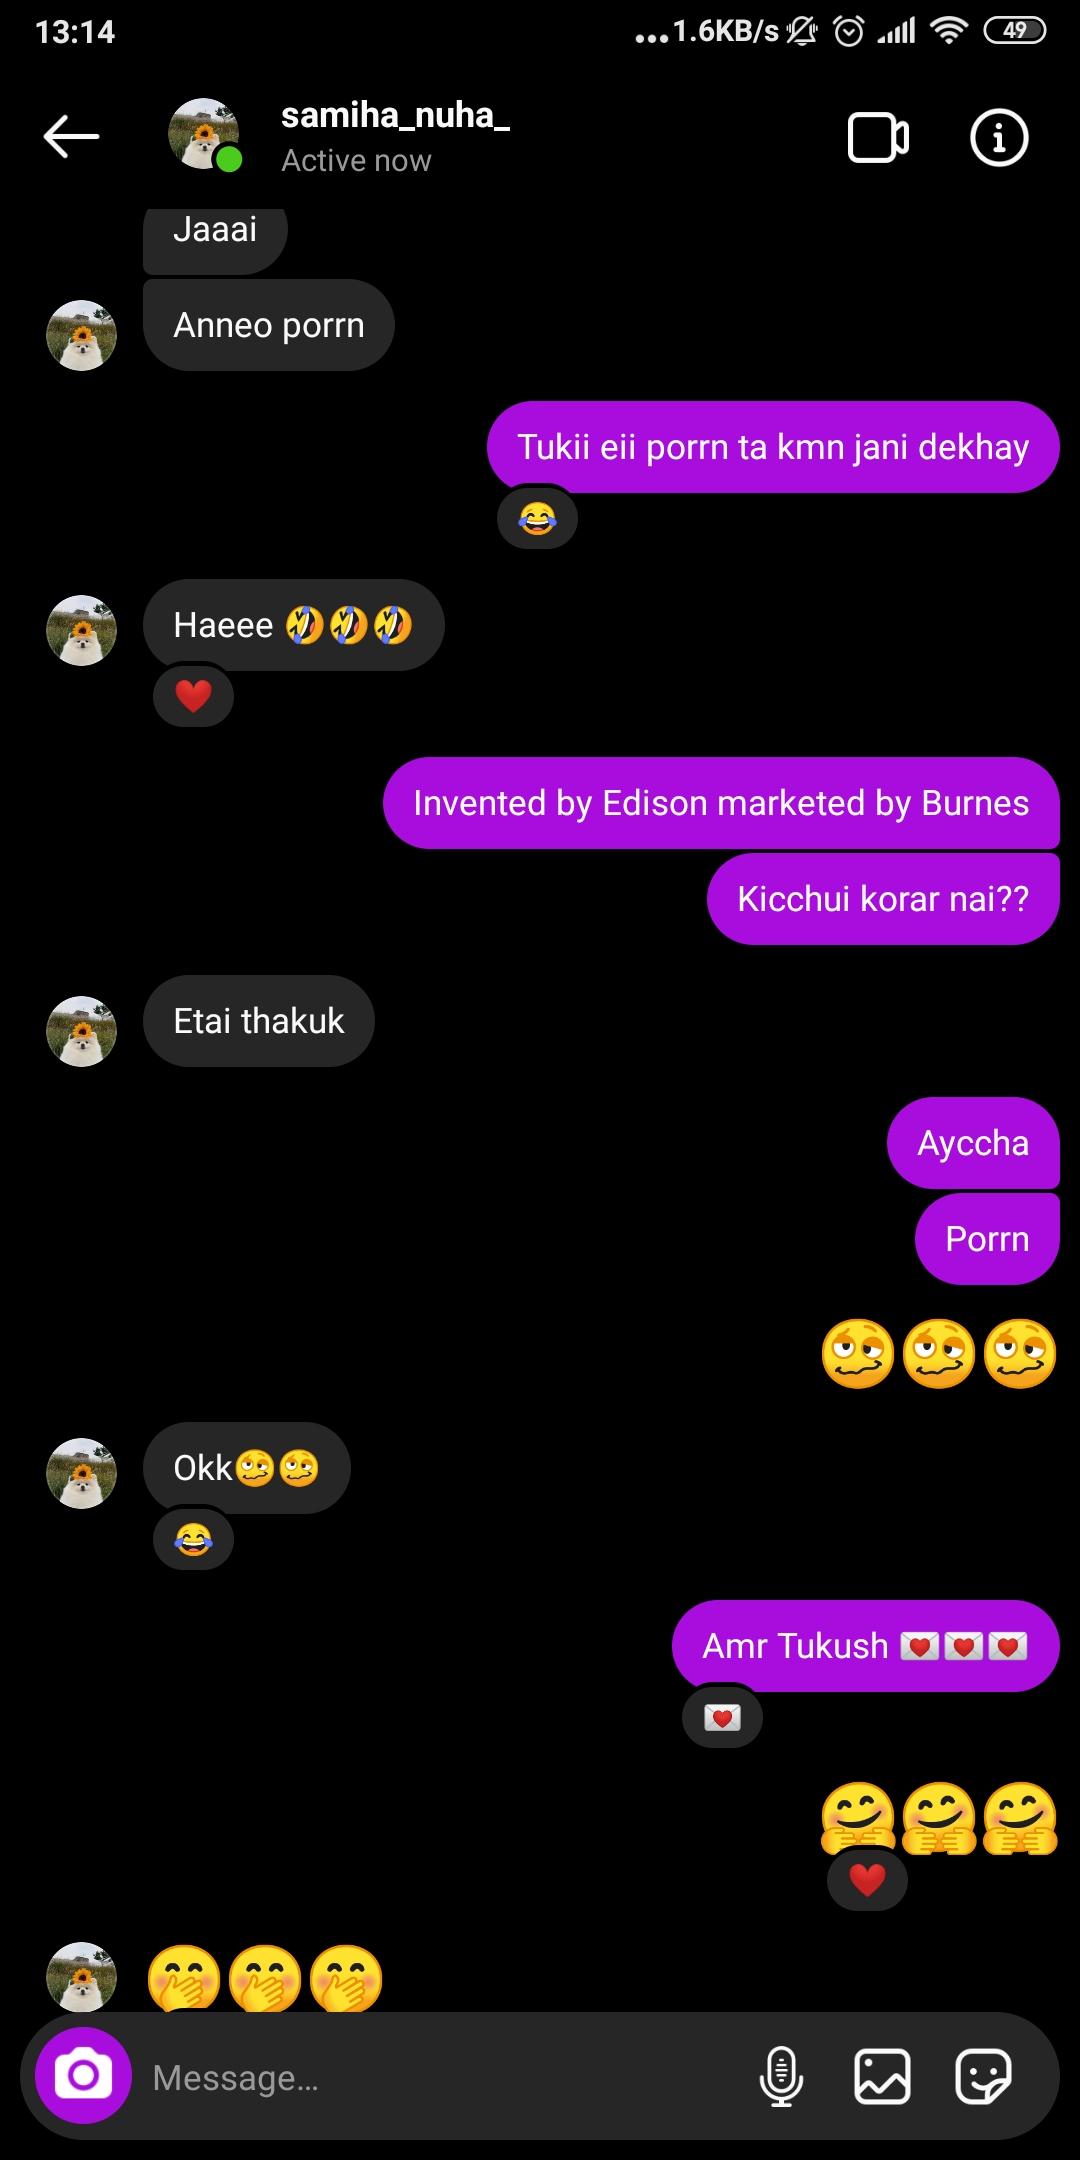 13:14
...1.6KB/s
49
samiha_nuha_
Active now
Jaaai
Anneo porrn
Tukii eii porrn ta kmn jani dekhay
😂
Haeee 🤣🤣🤣
❤️
Invented by Edison marketed by Burnes
Kicchui korar nai??
Etai thakuk
Ayccha
Porrn
🥴🥴🥴
Okk🥴🥴
😂
Amr Tukush 💌💌💌
💌
🤗🤗🤗
❤️
🤭🤭🤭
Message...